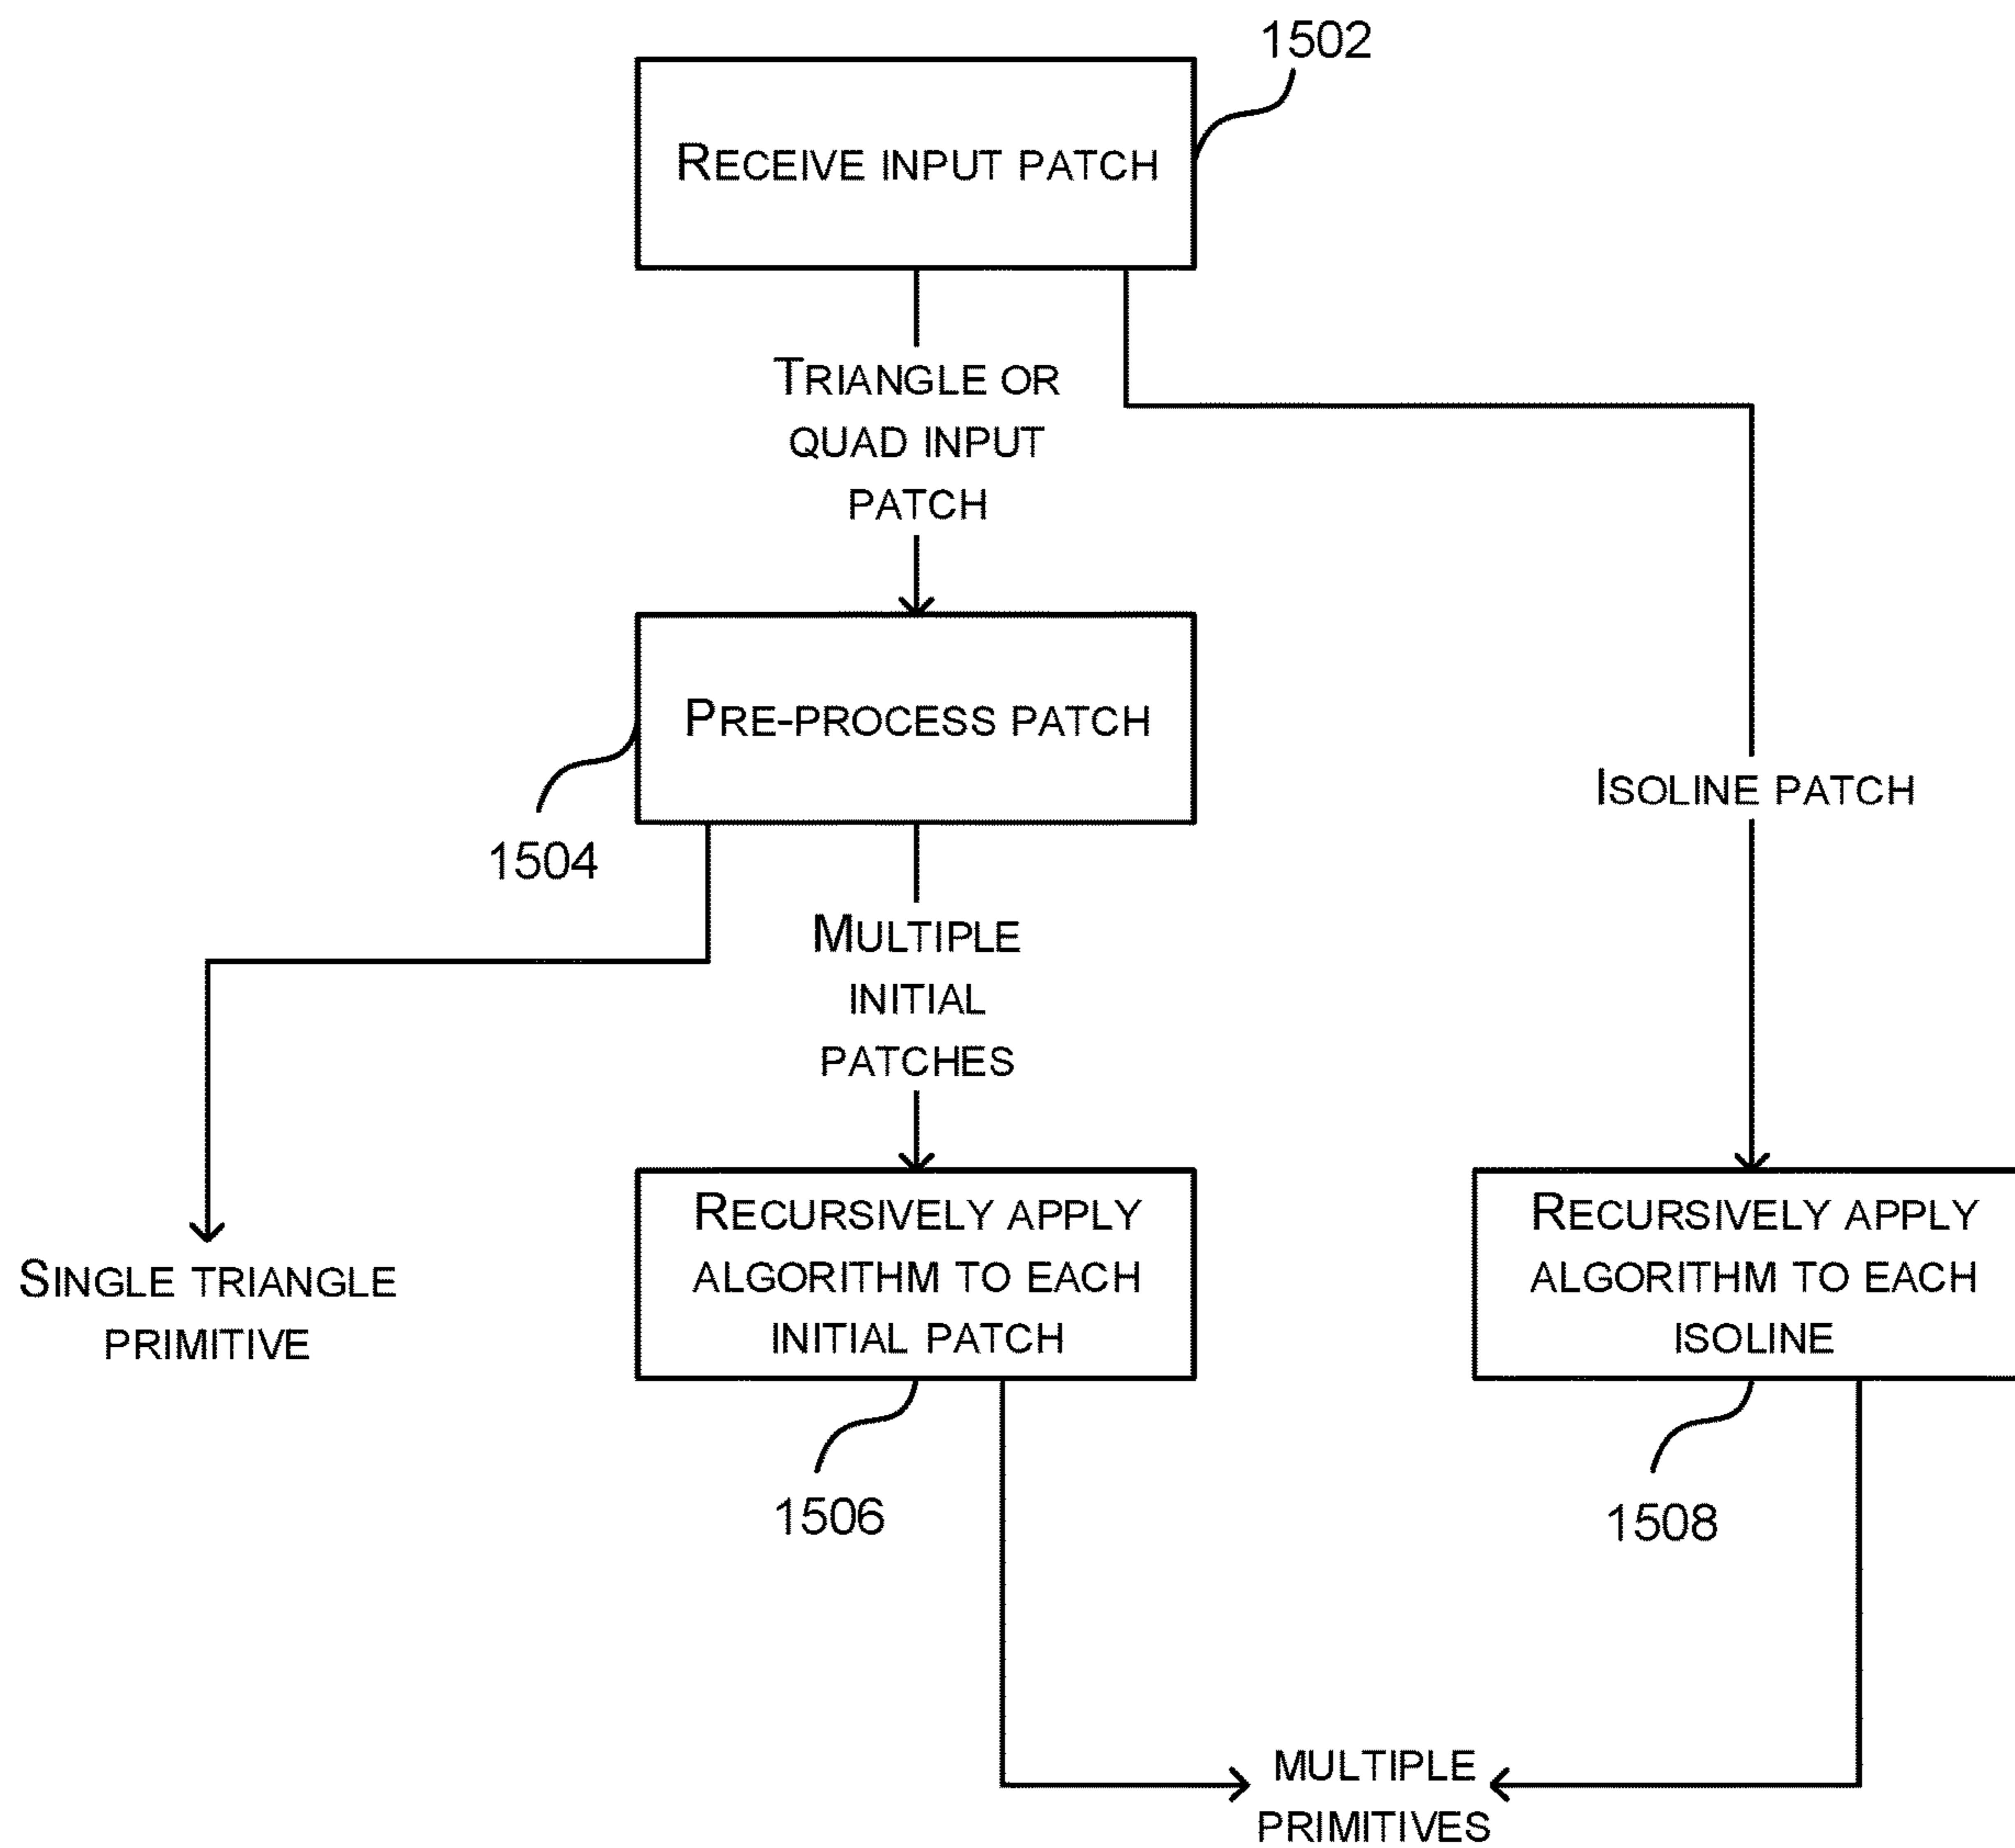 1502
RECEIVE INPUT PATCH
TRIANGLE OR
QUAD INPUT
PATCH
PRE-PROCESS PATCH
ISOLINE PATCH
1504
MULTIPLE
INITIAL
PATCHES
SINGLE TRIANGLE
PRIMITIVE
RECURSIVELY APPLY
ALGORITHM TO EACH
INITIAL PATCH
RECURSIVELY APPLY
ALGORITHM TO EACH
ISOLINE
1506
1508
MULTIPLE
PRIMITIVES